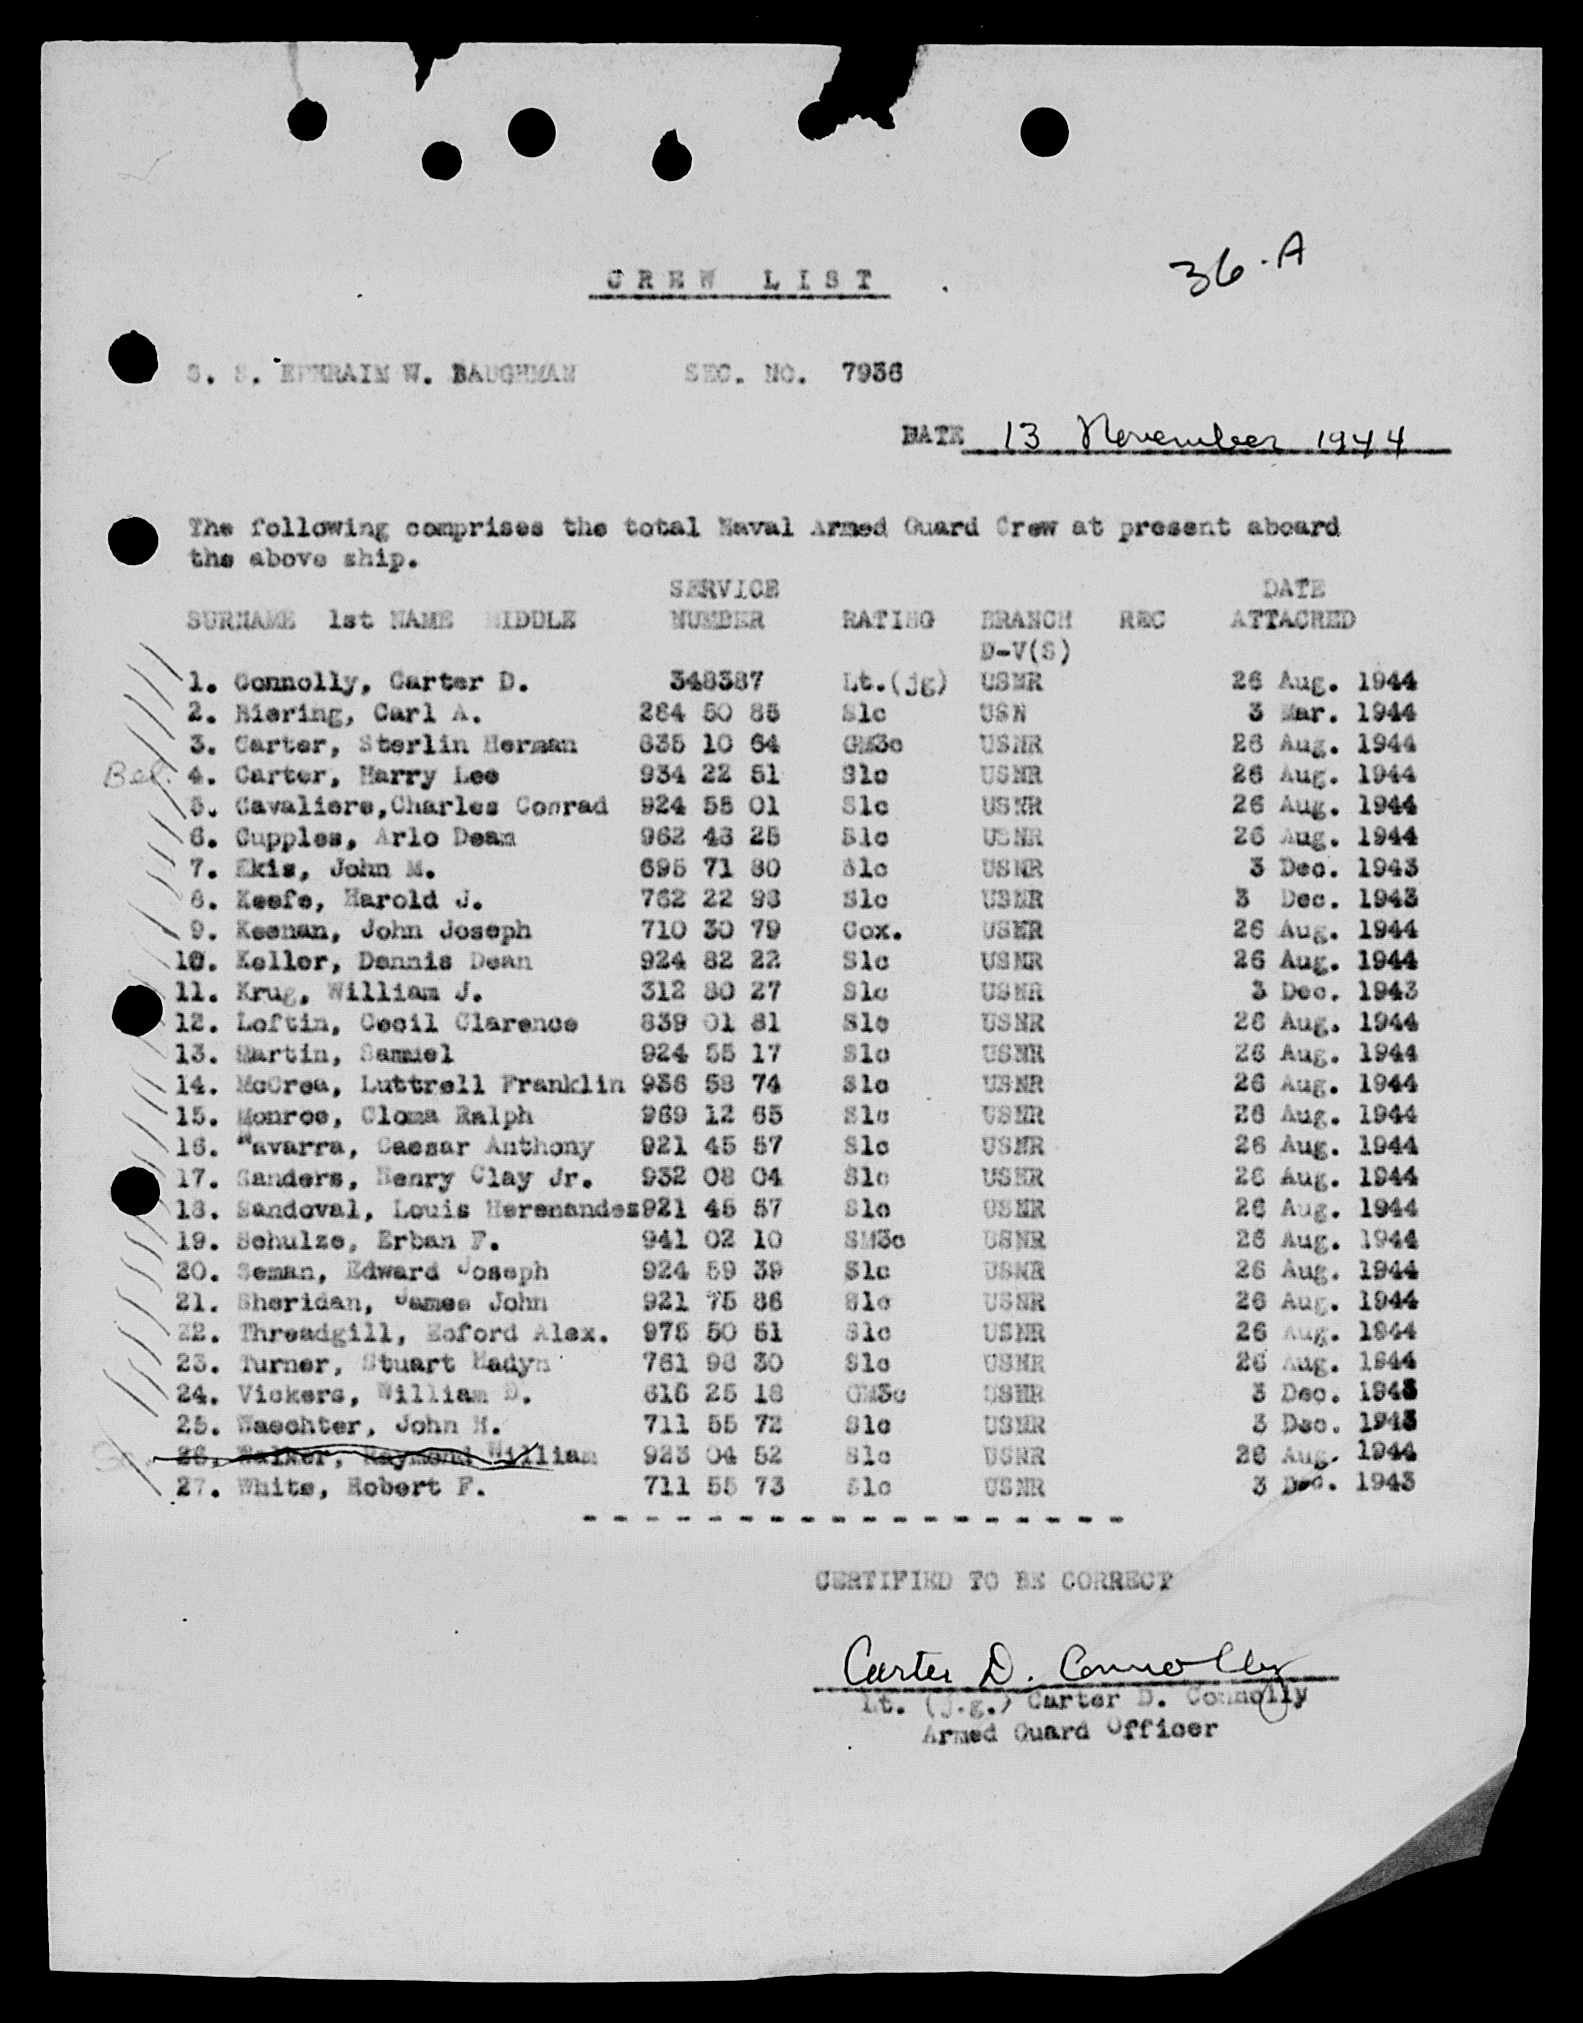 36-A
CREW LIST
S. S. EPHRAIM W. BAUGHMAN SEC. NO. 7936
DATE 13 November 1944
The following comprises the total Naval Armed Guard Crew at present aboard
the above ship.
SERVICE DATE
SURNAME 1st NAME MIDDLE NUMBER RATING BRANCH REC ATTACHED
D-V(S)
1. Connolly, Carter D. 348387 Lt.(jg) USNR 26 Aug. 1944
2. Biering, Carl A. 264 50 85 S1c USN 3 Mar. 1944
3. Carter, Sterlin Herman 635 10 64 GM3c USNR 26 Aug. 1944
Bel. 4. Carter, Harry Lee 934 22 51 S1c USNR 26 Aug. 1944
5. Cavaliere,Charles Conrad 924 55 01 S1c USNR 26 Aug. 1944
6. Cupples, Arlo Dean 962 43 25 S1c USNR 26 Aug. 1944
7. Ekis, John M. 695 71 80 S1c USNR 3 Dec. 1943
8. Keefe, Harold J. 762 22 93 S1c USNR 3 Dec. 1943
9. Keenan, John Joseph 710 30 79 Cox. USNR 26 Aug. 1944
10. Keller, Dennis Dean 924 82 22 S1c USNR 26 Aug. 1944
11. Krug, William J. 312 80 27 S1c USNR 3 Dec. 1943
12. Loftin, Cecil Clarence 839 01 81 S1c USNR 26 Aug. 1944
13. Martin, Samuel 924 55 17 S1c USNR 26 Aug. 1944
14. McCrea, Luttrell Franklin 936 58 74 S1c USNR 26 Aug. 1944
15. Monroe, Cloma Ralph 969 12 65 S1c USNR 26 Aug. 1944
16. Navarra, Caesar Anthony 921 45 57 S1c USNR 26 Aug. 1944
17. Sanders, Henry Clay Jr. 932 08 04 S1c USNR 26 Aug. 1944
18. Sandoval, Louis Herenandes 921 45 57 S1c USNR 26 Aug. 1944
19. Schulze, Erban F. 941 02 10 SM3c USNR 26 Aug. 1944
20. Seman, Edward Joseph 924 59 39 S1c USNR 26 Aug. 1944
21. Sheridan, James John 921 75 86 S1c USNR 26 Aug. 1944
22. Threadgill, Eoford Alex. 975 50 51 S1c USNR 26 Aug. 1944
23. Turner, Stuart Hadyn 761 98 30 S1c USNR 26 Aug. 1944
24. Vickers, William D. 616 25 18 GM3c USNR 3 Dec. 1943
25. Waechter, John H. 711 55 72 S1c USNR 3 Dec. 1943
26. Walker, Raymond William 923 04 52 S1c USNR 26 Aug. 1944
27. White, Robert F. 711 55 73 S1c USNR 3 Dec. 1943
- - - - - - - - - - - - - - - - - -
CERTIFIED TO BE CORRECT
Carter D. Connolly
Lt. (j.g.) Carter D. Connolly
Armed Guard Officer